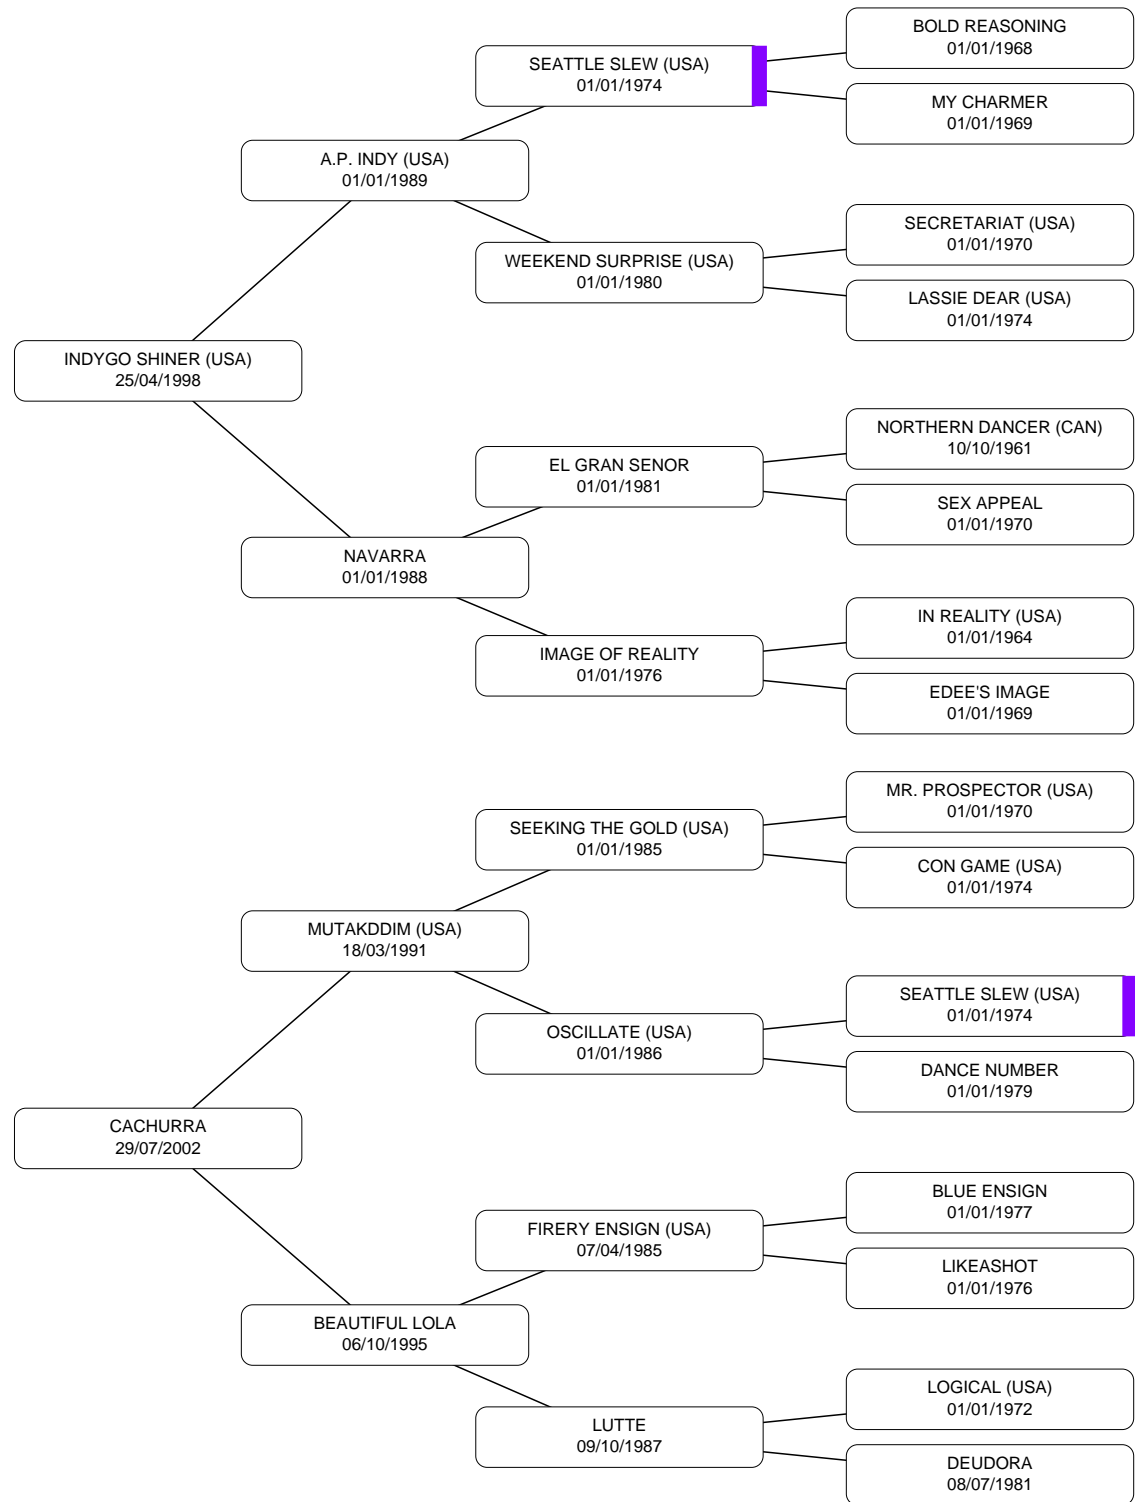 BOLD REASONING
01/01/1968
SEATTLE SLEW (USA)
01/01/1974
MY CHARMER
01/01/1969
A.P. INDY (USA)
01/01/1989
SECRETARIAT (USA)
01/01/1970
WEEKEND SURPRISE (USA)
01/01/1980
LASSIE DEAR (USA)
01/01/1974
INDYGO SHINER (USA)
25/04/1998
NORTHERN DANCER (CAN)
10/10/1961
EL GRAN SENOR
01/01/1981
SEX APPEAL
01/01/1970
NAVARRA
01/01/1988
IN REALITY (USA)
01/01/1964
IMAGE OF REALITY
01/01/1976
EDEE'S IMAGE
01/01/1969
MR. PROSPECTOR (USA)
01/01/1970
SEEKING THE GOLD (USA)
01/01/1985
CON GAME (USA)
01/01/1974
MUTAKDDIM (USA)
18/03/1991
SEATTLE SLEW (USA)
01/01/1974
OSCILLATE (USA)
01/01/1986
DANCE NUMBER
01/01/1979
CACHURRA
29/07/2002
BLUE ENSIGN
01/01/1977
FIRERY ENSIGN (USA)
07/04/1985
LIKEASHOT
01/01/1976
BEAUTIFUL LOLA
06/10/1995
LOGICAL (USA)
01/01/1972
LUTTE
09/10/1987
DEUDORA
08/07/1981